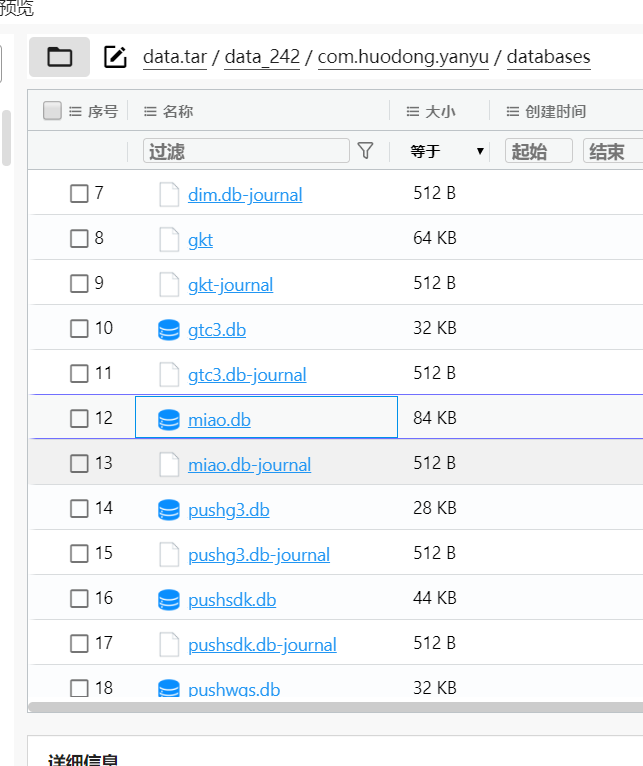 预览
data.tar / data_242 / com.huodong.yanyu / databases
序号 名称 大小 创建时间
过滤 等于 起始 结束
7 dim.db-journal 512 B
8 gkt 64 KB
9 gkt-journal 512 B
10 gtc3.db 32 KB
11 gtc3.db-journal 512 B
12 miao.db 84 KB
13 miao.db-journal 512 B
14 pushg3.db 28 KB
15 pushg3.db-journal 512 B
16 pushsdk.db 44 KB
17 pushsdk.db-journal 512 B
18 pushwqs.db 32 KB
详细信息